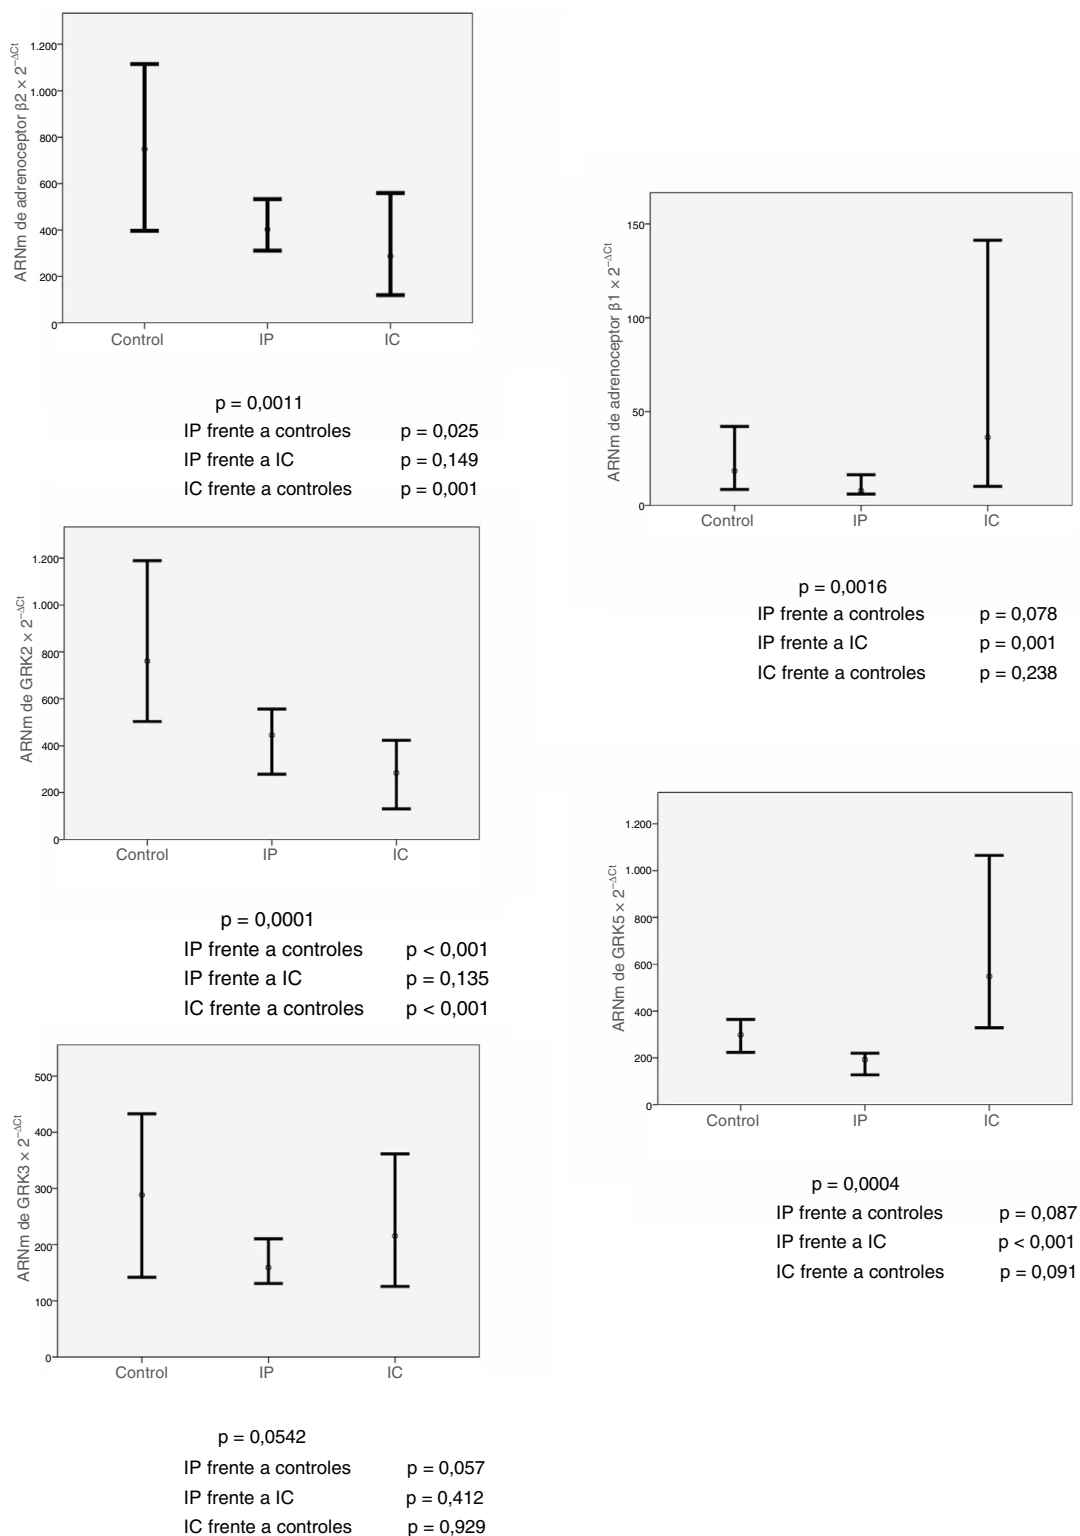 ARNm de adrenoceptor β2 × 2^−ΔCt
1.200
1.000
800
600
400
200
0
Control IP IC
p = 0,0011
IP frente a controles p = 0,025
IP frente a IC p = 0,149
IC frente a controles p = 0,001
ARNm de GRK2 × 2^−ΔCt
1.200
1.000
800
600
400
200
0
Control IP IC
p = 0,0001
IP frente a controles p < 0,001
IP frente a IC p = 0,135
IC frente a controles p < 0,001
ARNm de GRK3 × 2^−ΔCt
500
400
300
200
100
0
Control IP IC
p = 0,0542
IP frente a controles p = 0,057
IP frente a IC p = 0,412
IC frente a controles p = 0,929
ARNm de adrenoceptor β1 × 2^−ΔCt
150
100
50
0
Control IP IC
p = 0,0016
IP frente a controles p = 0,078
IP frente a IC p = 0,001
IC frente a controles p = 0,238
ARNm de GRK5 × 2^−ΔCt
1.200
1.000
800
600
400
200
0
Control IP IC
p = 0,0004
IP frente a controles p = 0,087
IP frente a IC p < 0,001
IC frente a controles p = 0,091